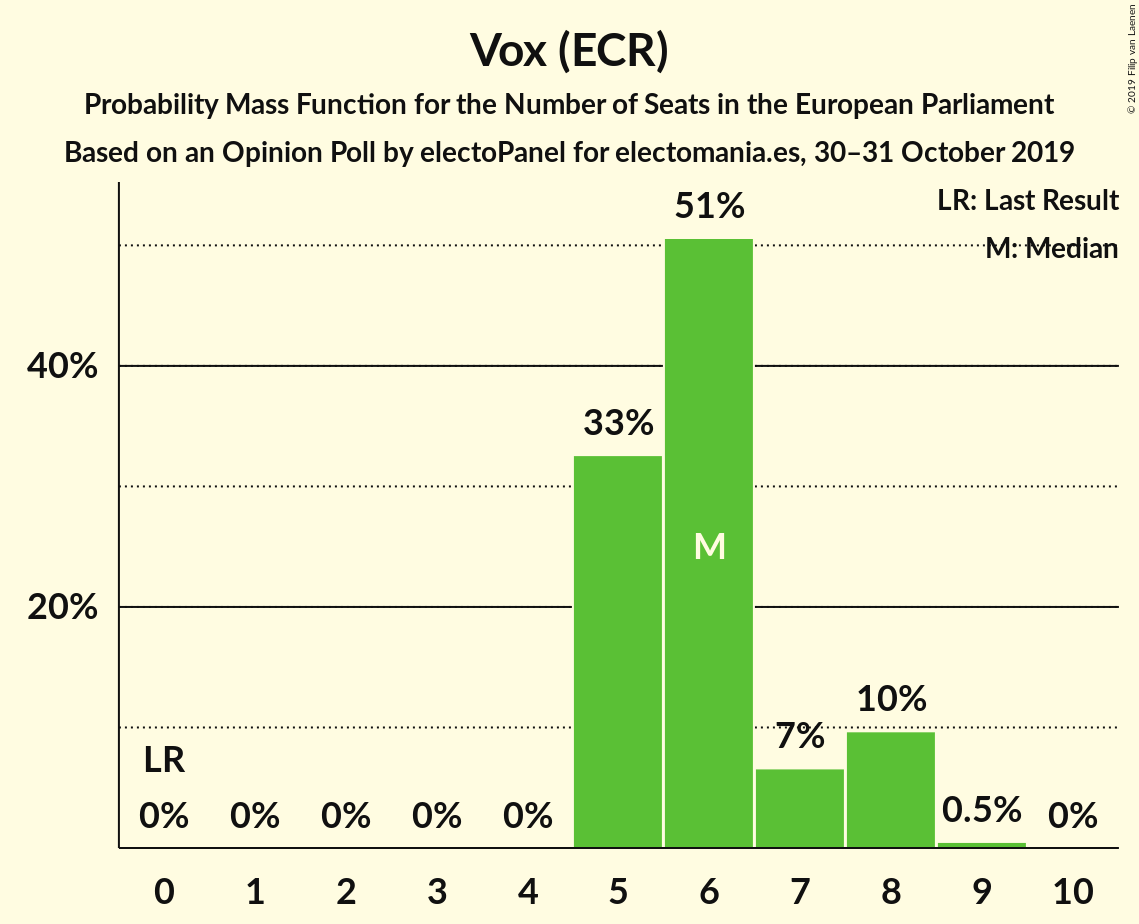 Vox (ECR)
Probability Mass Function for the Number of Seats in the European Parliament
Based on an Opinion Poll by electoPanel for electomania.es, 30–31 October 2019
© 2019 Filip van Laenen
LR: Last Result
M: Median
51%
40%
33%
M
20%
10%
7%
LR
0% 0% 0% 0% 0% 0.5% 0%
0 1 2 3 4 5 6 7 8 9 10